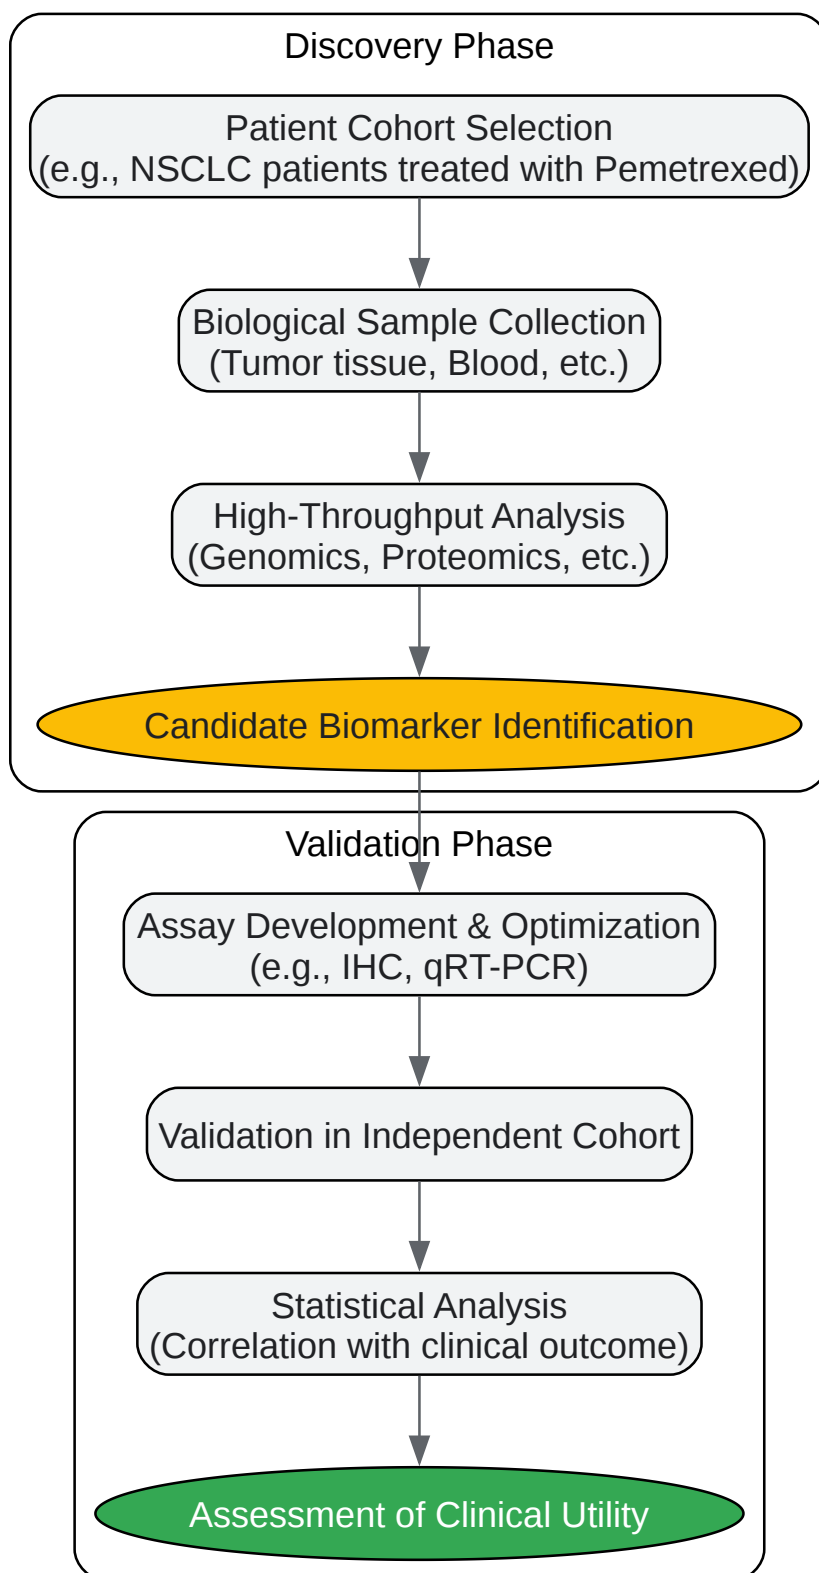 Discovery Phase
Patient Cohort Selection
(e.g., NSCLC patients treated with Pemetrexed)
Biological Sample Collection
(Tumor tissue, Blood, etc.)
High-Throughput Analysis
(Genomics, Proteomics, etc.)
Candidate Biomarker Identification
Validation Phase
Assay Development & Optimization
(e.g., IHC, qRT-PCR)
Validation in Independent Cohort
Statistical Analysis
(Correlation with clinical outcome)
Assessment of Clinical Utility